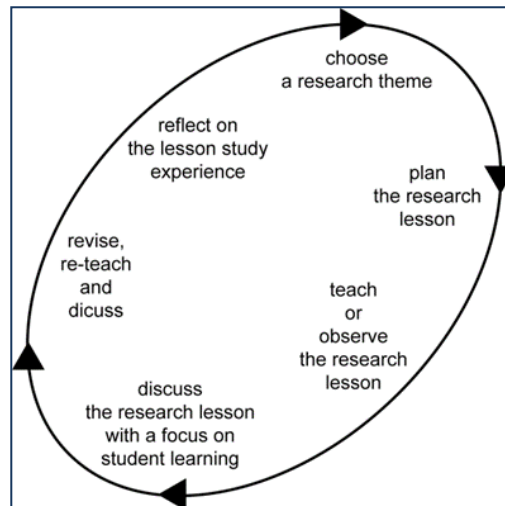 choose
a research theme
plan
the research
lesson
teach
or
observe
the research
lesson
discuss
the research lesson
with a focus on
student learning
revise,
re-teach
and
dicuss
reflect on
the lesson study
experience